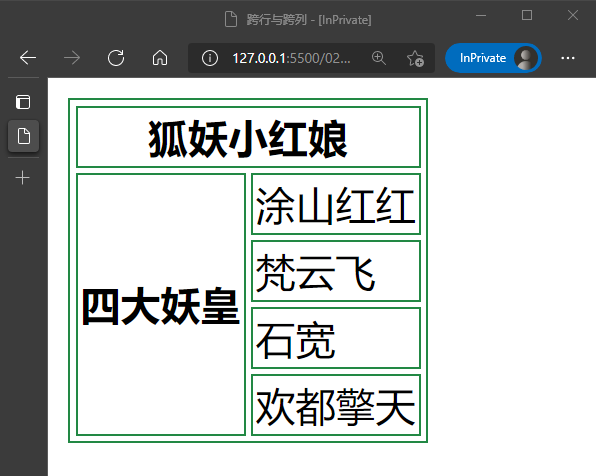 跨行与跨列 - [InPrivate]
127.0.0.1:5500/02...
InPrivate
狐妖小红娘
四大妖皇
涂山红红
梵云飞
石宽
欢都擎天